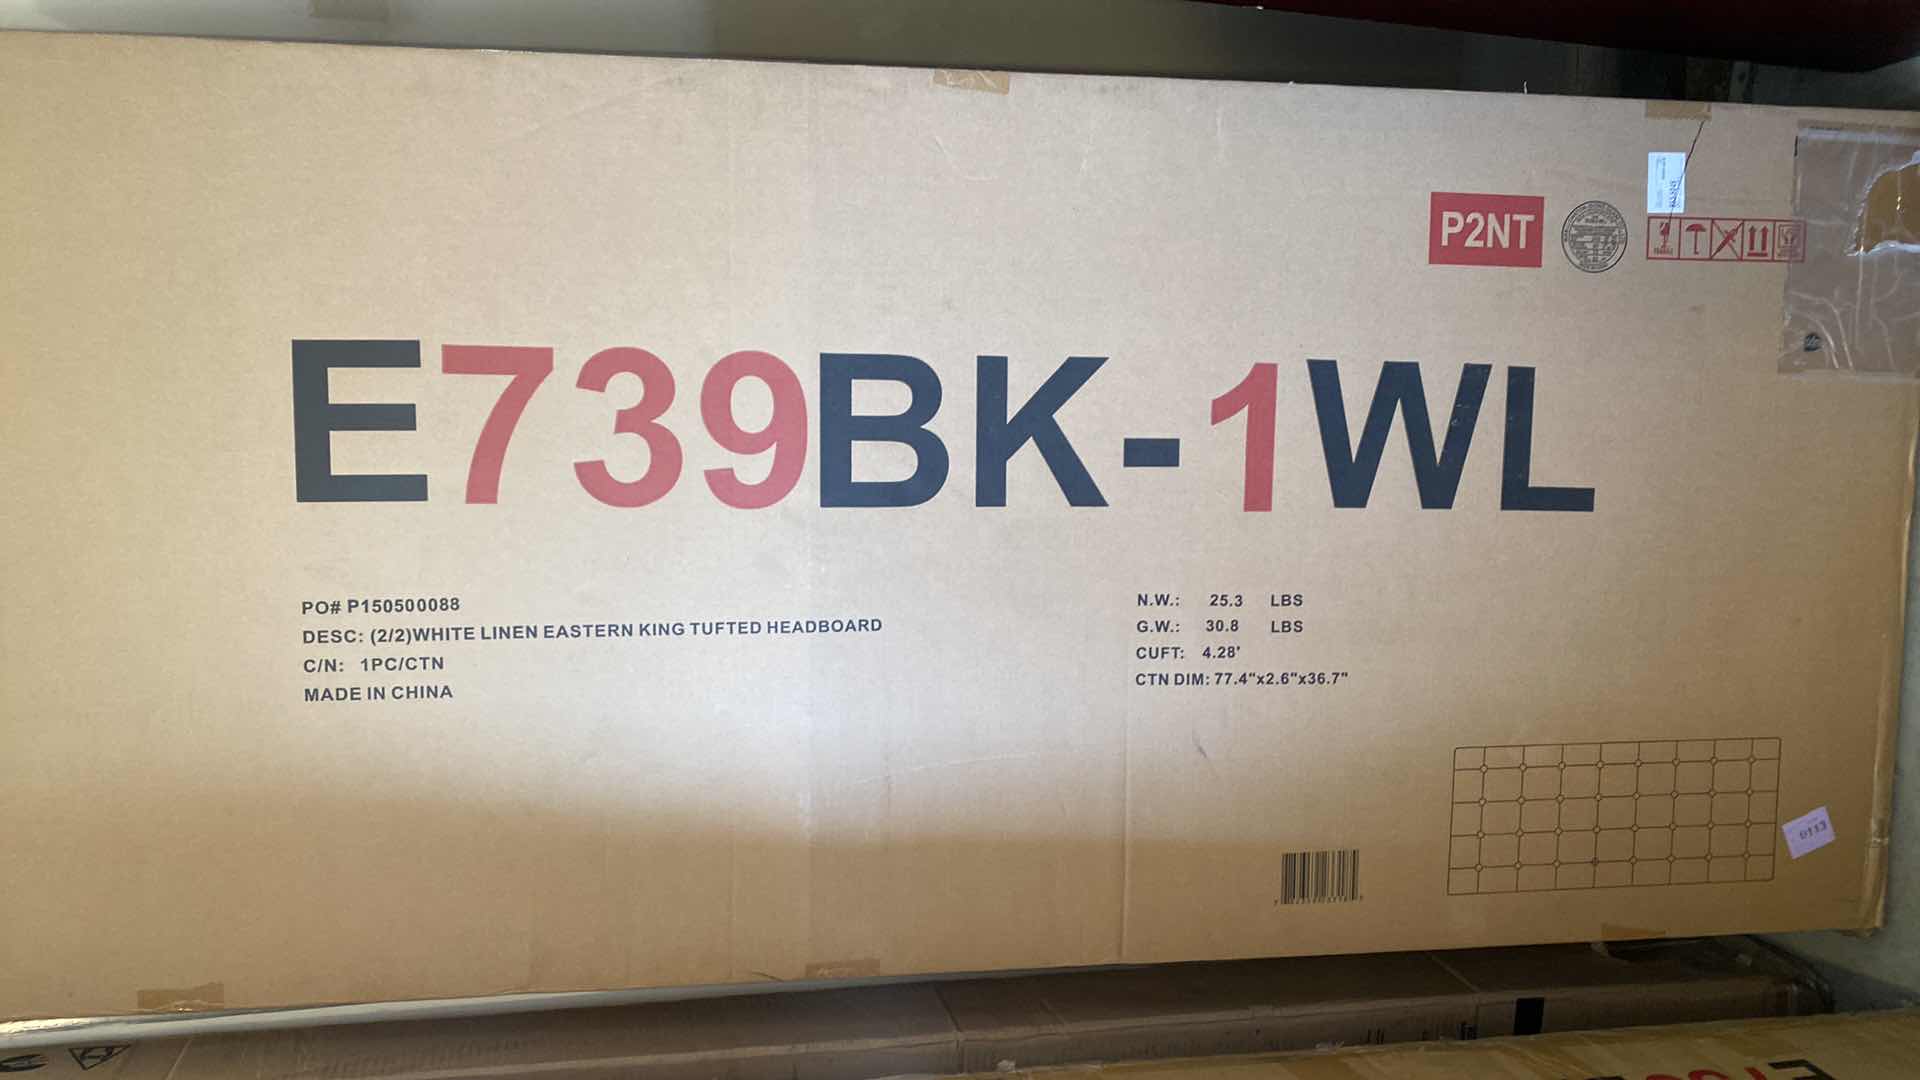 P2NT
E739BK-1WL
PO# P150500088
DESC: (2/2)WHITE LINEN EASTERN KING TUFTED HEADBOARD
C/N: 1PC/CTN
MADE IN CHINA
N.W.: 25.3 LBS
G.W.: 30.8 LBS
CUFT: 4.28'
CTN DIM: 77.4"x2.6"x36.7"